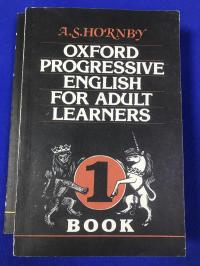 A.S.HORNBY
OXFORD
PROGRESSIVE
ENGLISH
FOR ADULT
LEARNERS
1
BOOK